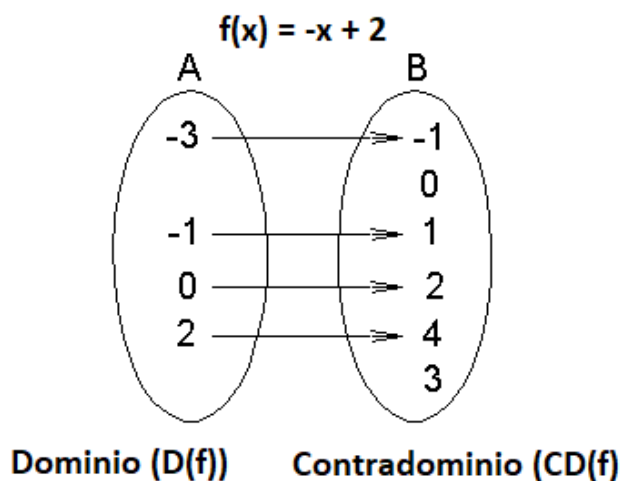 f(x) = -x + 2
A B
-3 -1
0
-1 1
0 2
2 4
3
Dominio (D(f)) Contradominio (CD(f)